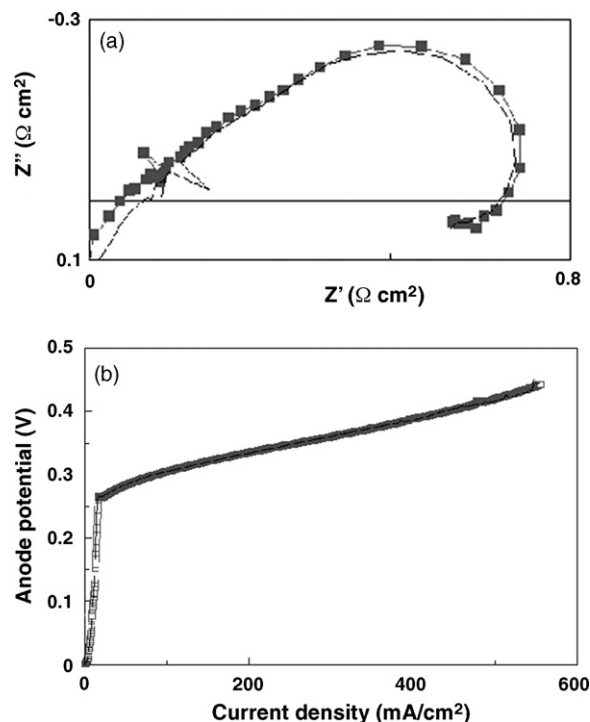 (a)
-0.3
Z'' (Ω cm²)
0.1
0
0.8
Z' (Ω cm²)
(b)
0.5
0.4
0.3
0.2
0.1
0
Anode potential (V)
0
200
400
600
Current density (mA/cm²)